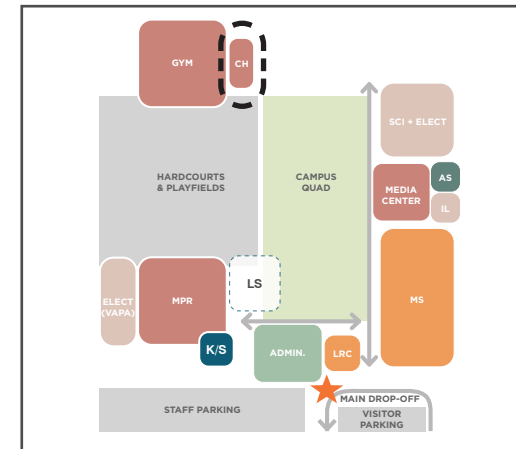 GYM
CH
SCI + ELECT
HARDCOURTS
& PLAYFIELDS
CAMPUS
QUAD
MEDIA
CENTER
AS
IL
ELECT
(VAPA)
MPR
LS
MS
K/S
ADMIN.
LRC
STAFF PARKING
MAIN DROP-OFF
VISITOR
PARKING